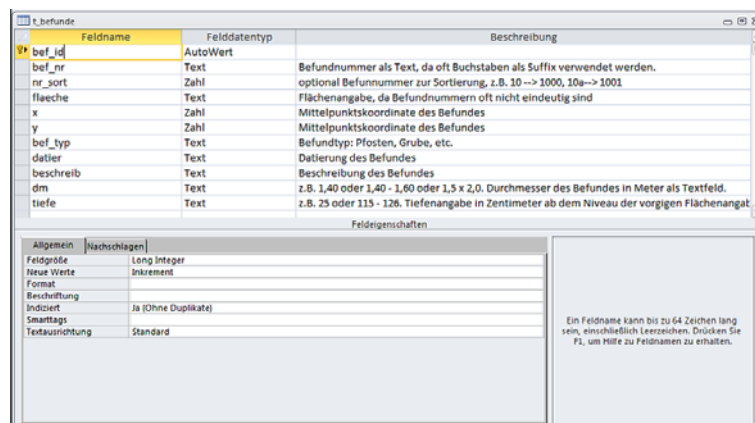 t_befunde
Feldname Felddatentyp Beschreibung
bef_id AutoWert
bef_nr Text Befundnummer als Text, da oft Buchstaben als Suffix verwendet werden.
nr_sort Zahl optional Befunnummer zur Sortierung, z.B. 10 --> 1000, 10a--> 1001
flaeche Text Flächenangabe, da Befundnummern oft nicht eindeutig sind
x Zahl Mittelpunktskoordinate des Befundes
y Zahl Mittelpunktskoordinate des Befundes
bef_typ Text Befundtyp: Pfosten, Grube, etc.
datier Text Datierung des Befundes
beschreib Text Beschreibung des Befundes
dm Text z.B. 1,40 oder 1,40 - 1,60 oder 1,5 x 2,0. Durchmesser des Befundes in Meter als Textfeld.
tiefe Text z.B. 25 oder 115 - 126. Tiefenangabe in Zentimeter ab dem Niveau der vorgigen Flächenangab
Feldeigenschaften
Allgemein Nachschlagen
Feldgröße Long Integer
Neue Werte Inkrement
Format
Beschriftung
Indiziert Ja (Ohne Duplikate)
Smarttags
Textausrichtung Standard
Ein Feldname kann bis zu 64 Zeichen lang
sein, einschließlich Leerzeichen. Drücken Sie
F1, um Hilfe zu Feldnamen zu erhalten.